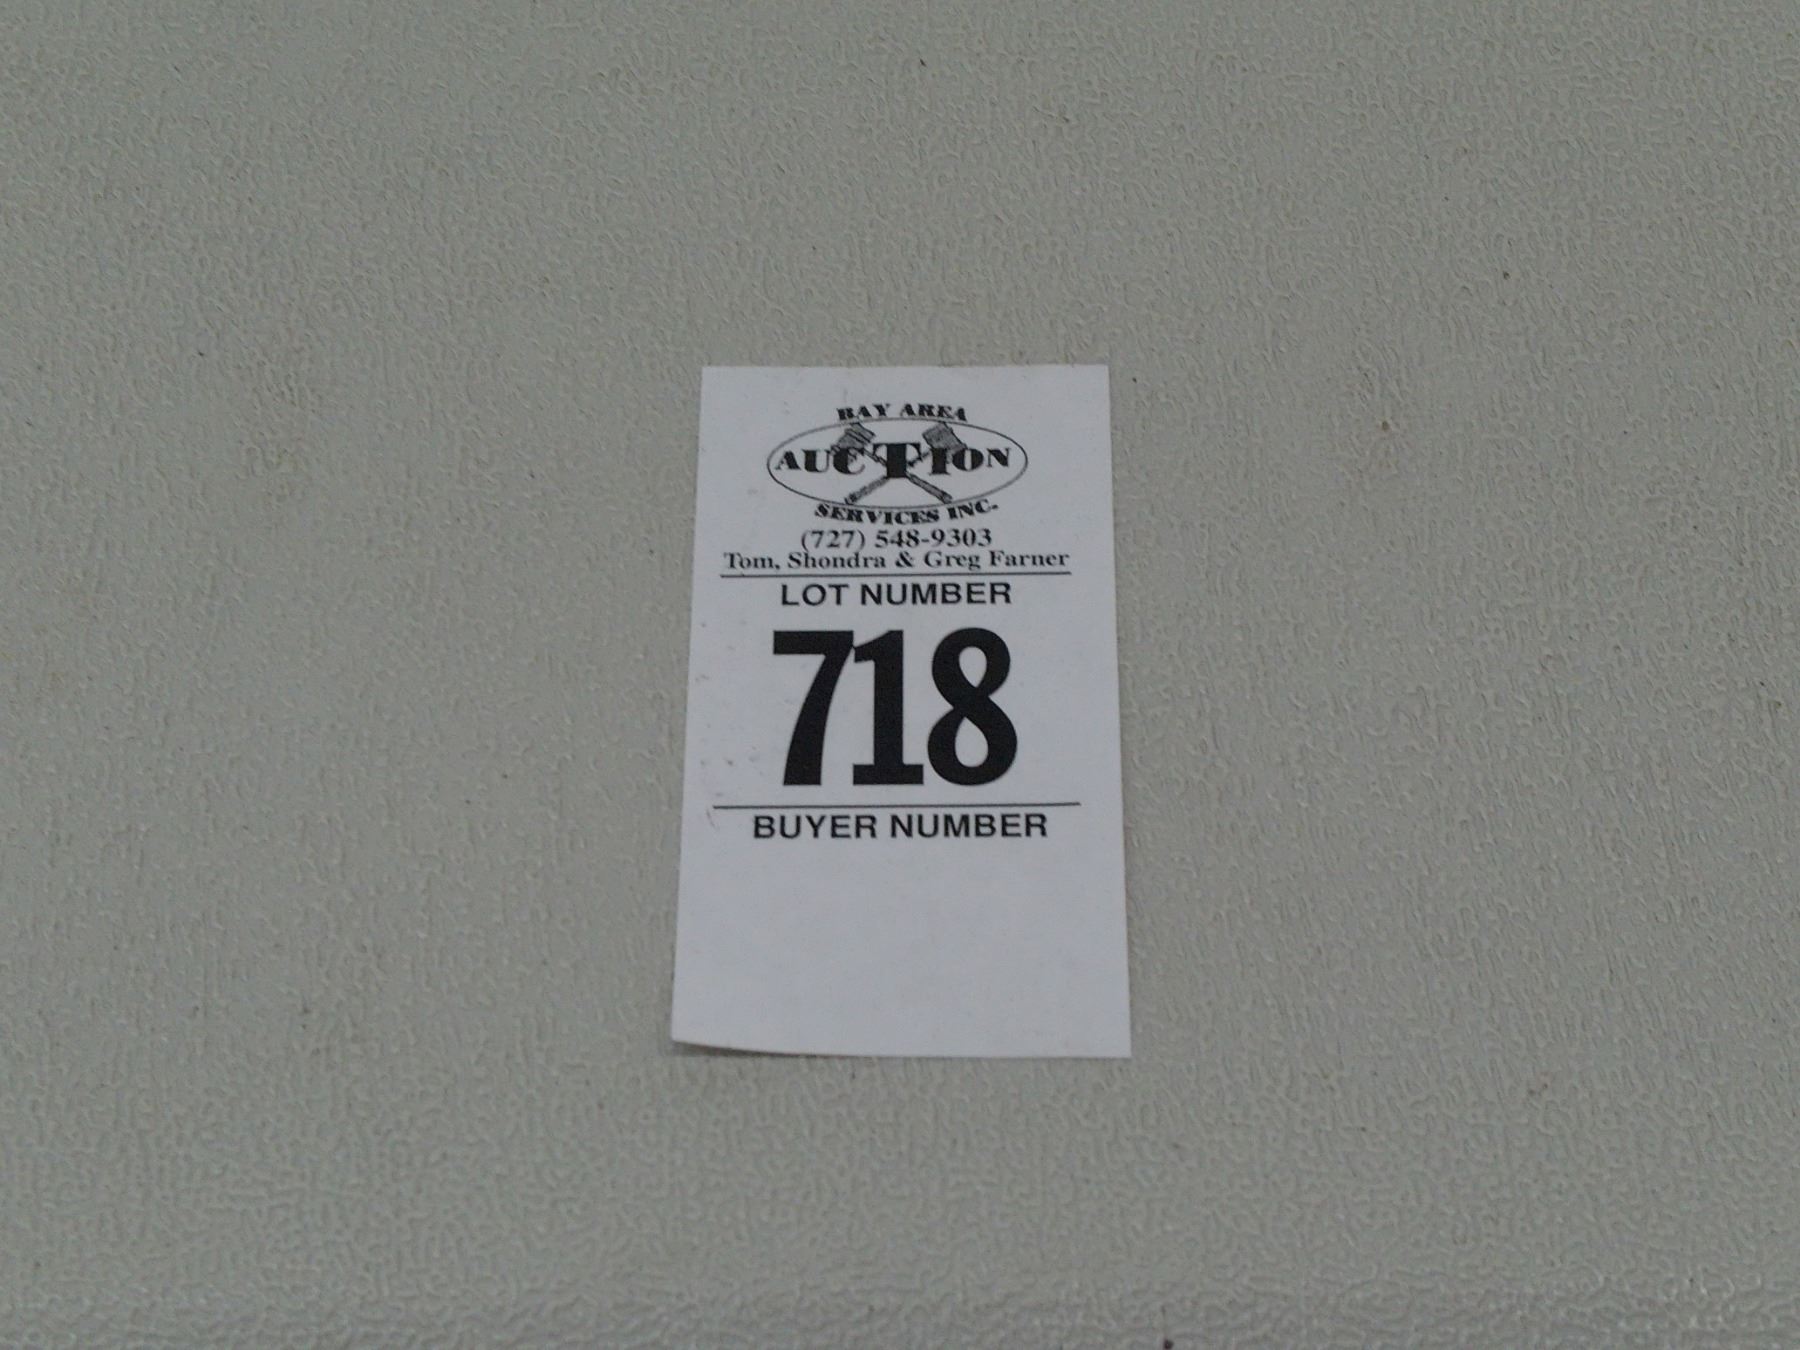 BAY AREA
AUCTION
SERVICES INC.
(727) 548-9303
Tom, Shondra & Greg Farner
LOT NUMBER
718
BUYER NUMBER